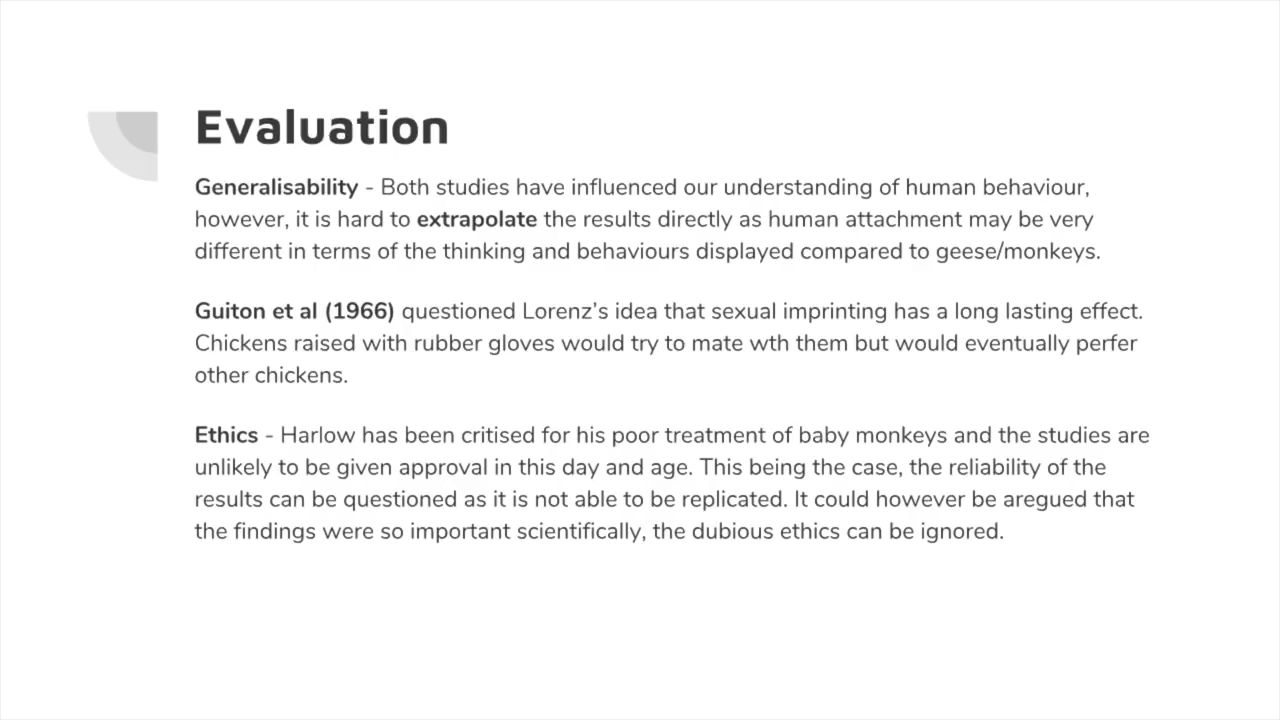 Evaluation
Generalisability - Both studies have influenced our understanding of human behaviour,
however, it is hard to extrapolate the results directly as human attachment may be very
different in terms of the thinking and behaviours displayed compared to geese/monkeys.
Guiton et al (1966) questioned Lorenz’s idea that sexual imprinting has a long lasting effect.
Chickens raised with rubber gloves would try to mate wth them but would eventually perfer
other chickens.
Ethics - Harlow has been critised for his poor treatment of baby monkeys and the studies are
unlikely to be given approval in this day and age. This being the case, the reliability of the
results can be questioned as it is not able to be replicated. It could however be aregued that
the findings were so important scientifically, the dubious ethics can be ignored.